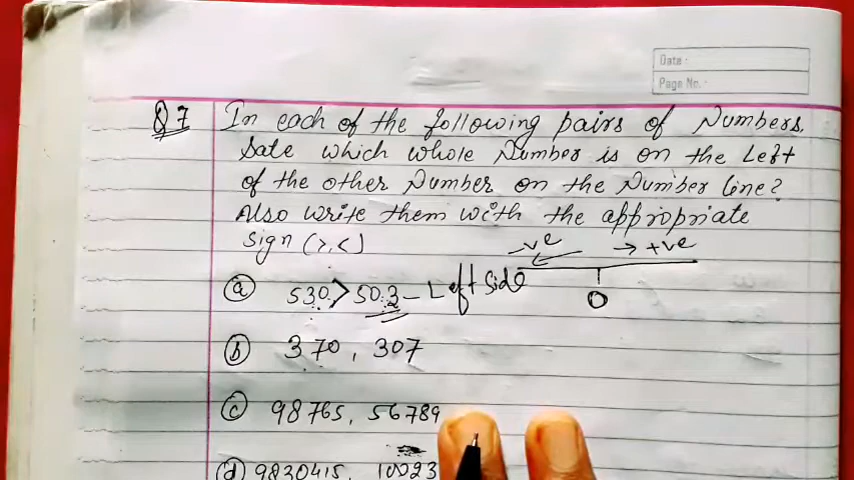 Date :
Page No. :
Q7 In each of the following pairs of Numbers,
Sate which whole Number is on the Left
of the other Number on the Number line?
Also write them with the appropriate
Sign (>,<)
-ve → +ve
(a) 530 > 503 - Left Side
0
(b) 370, 307
(c) 98765, 56789
(d) 9830415, 10023